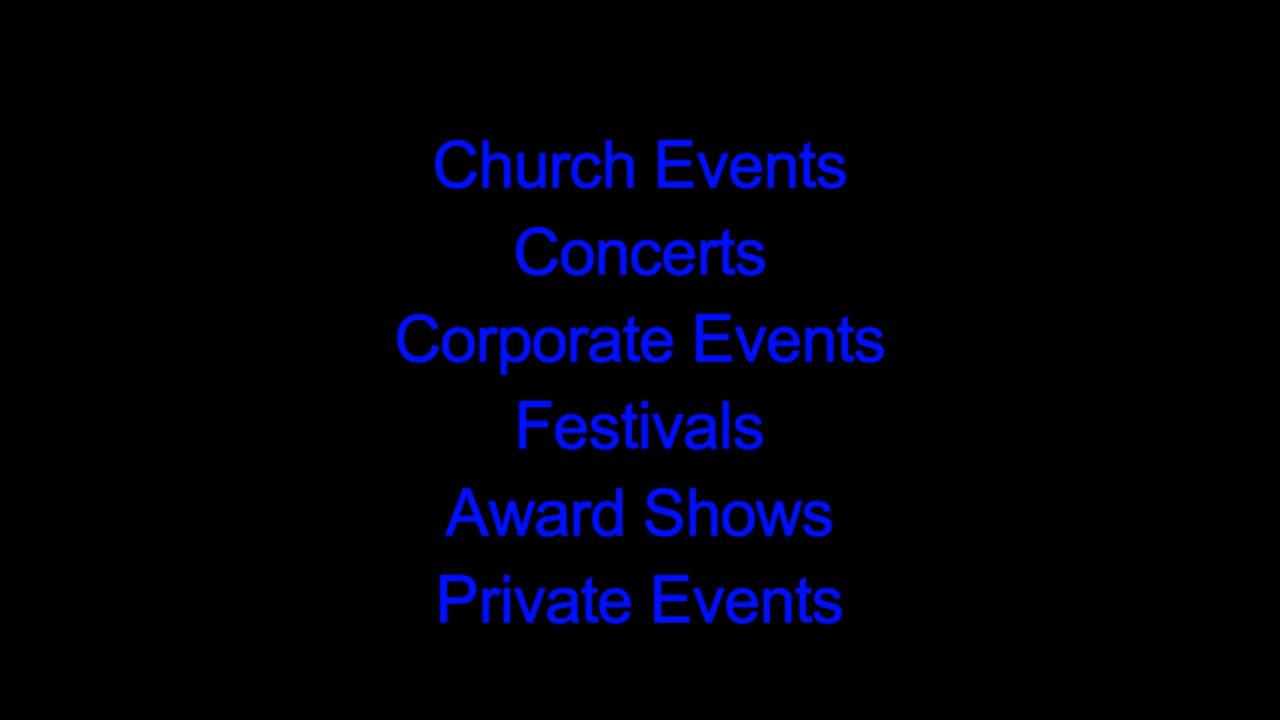 Church Events
Concerts
Corporate Events
Festivals
Award Shows
Private Events